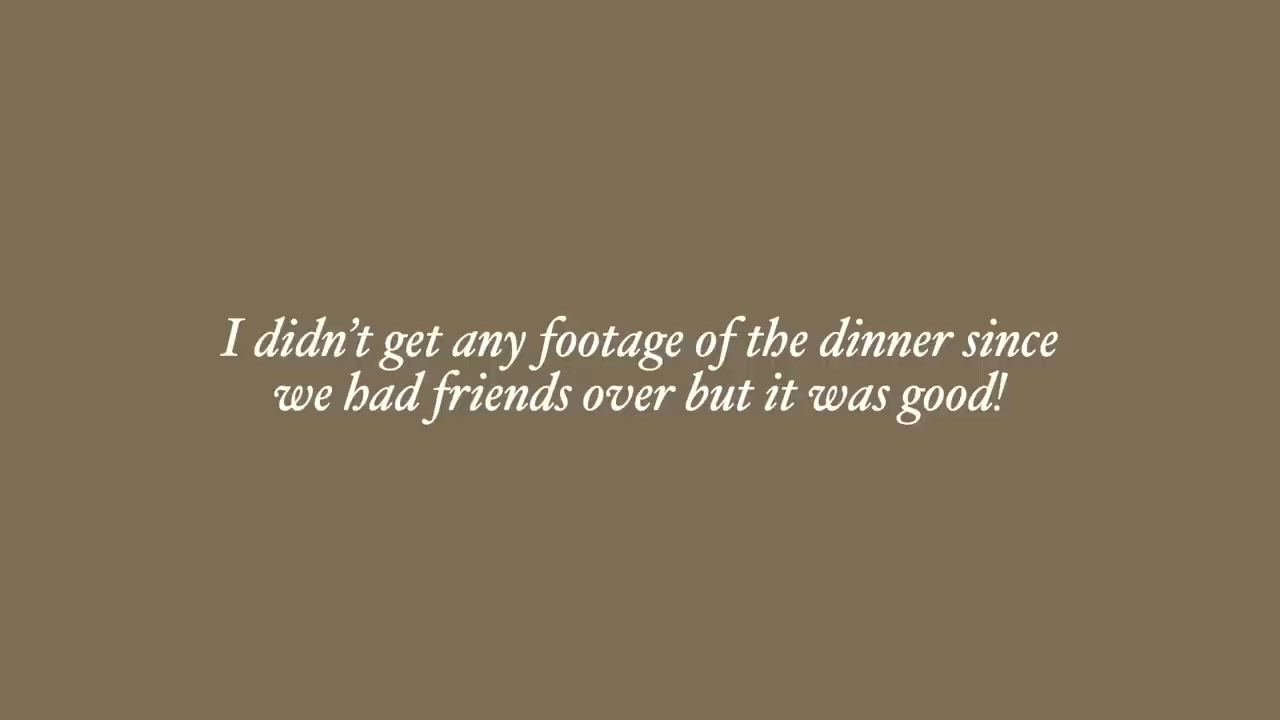 I didn’t get any footage of the dinner since
we had friends over but it was good!